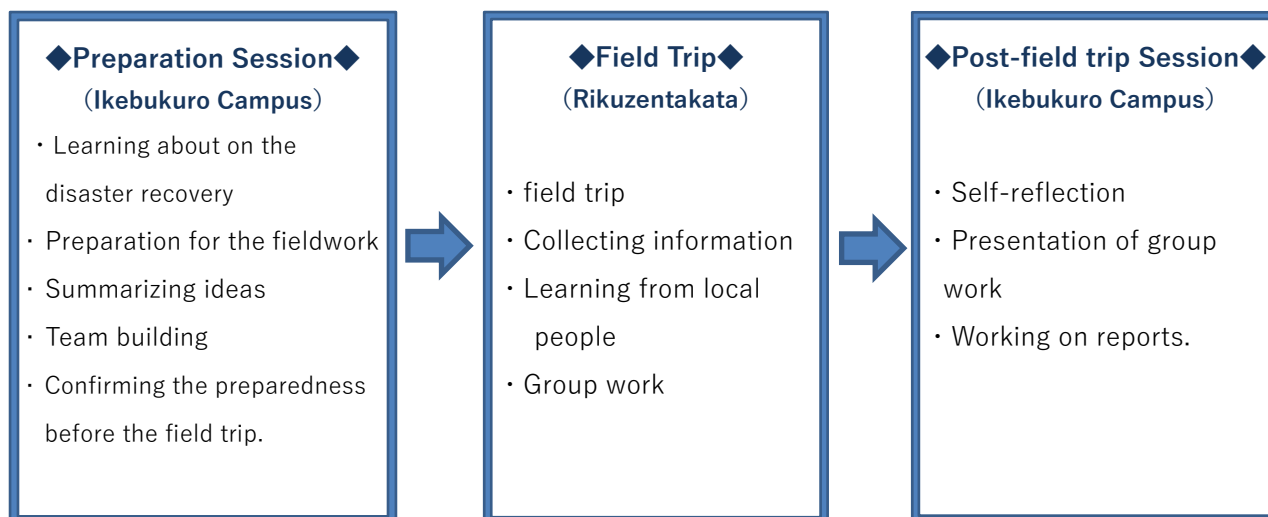 ◆Preparation Session◆
（Ikebukuro Campus）
・Learning about on the
disaster recovery
・Preparation for the fieldwork
・Summarizing ideas
・Team building
・Confirming the preparedness
before the field trip.
◆Field Trip◆
（Rikuzentakata）
・field trip
・Collecting information
・Learning from local
people
・Group work
◆Post-field trip Session◆
（Ikebukuro Campus）
・Self-reflection
・Presentation of group
work
・Working on reports.